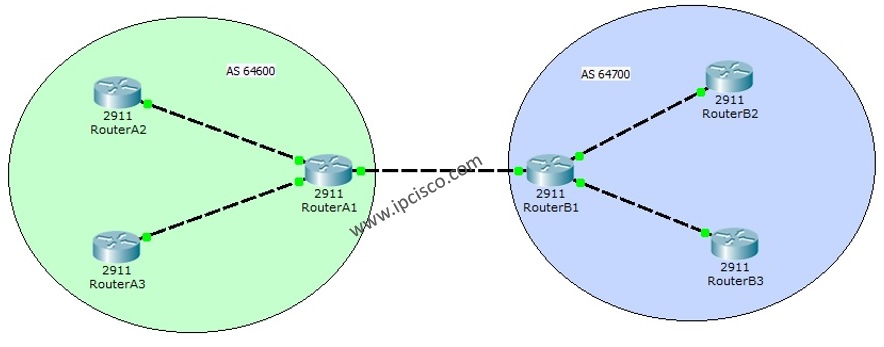 AS 64600
AS 64700
2911
RouterA2
2911
RouterB2
2911
RouterA1
2911
RouterB1
www.ipcisco.com
2911
RouterA3
2911
RouterB3